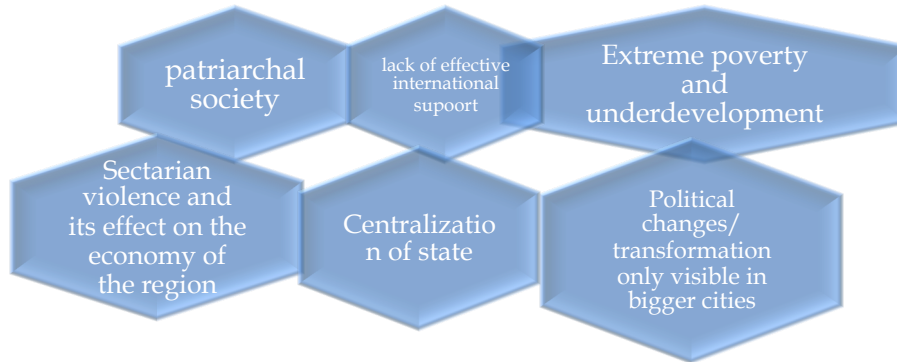 patriarchal
society
lack of effective
international
supoort
Extreme poverty
and
underdevelopment
Sectarian
violence and
its effect on the
economy of
the region
Centralizatio
n of state
Political
changes/
transformation
only visible in
bigger cities